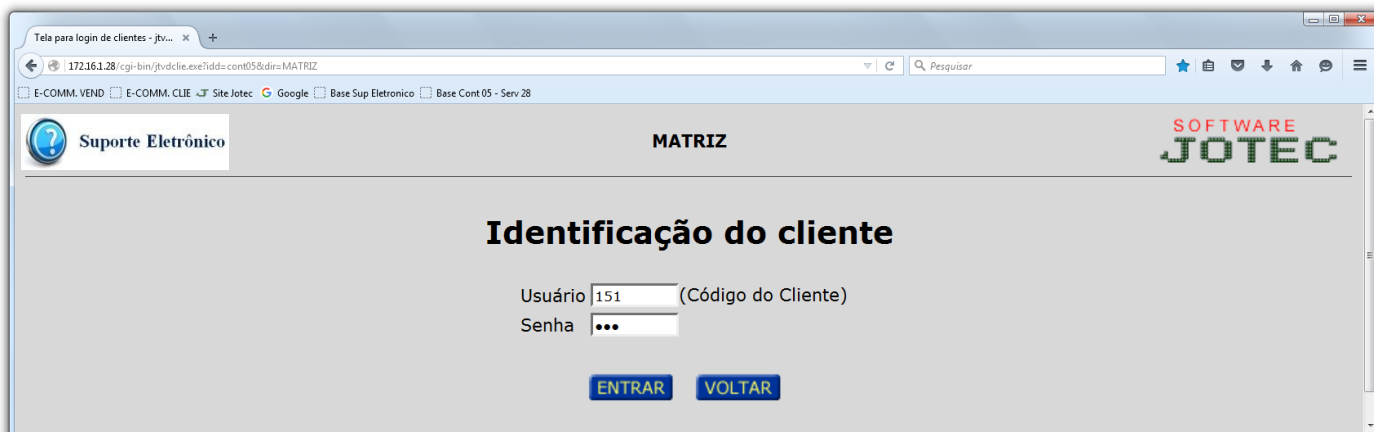 Tela para login de clientes - jtv... × +
172.16.1.28/cgi-bin/jtvdclie.exe?idd=cont05&dir=MATRIZ
Pesquisar
E-COMM. VEND E-COMM. CLIE Site Jotec Google Base Sup Eletronico Base Cont 05 - Serv 28
Suporte Eletrônico
MATRIZ
SOFTWARE
JOTEC
Identificação do cliente
Usuário 151 (Código do Cliente)
Senha •••
ENTRAR VOLTAR